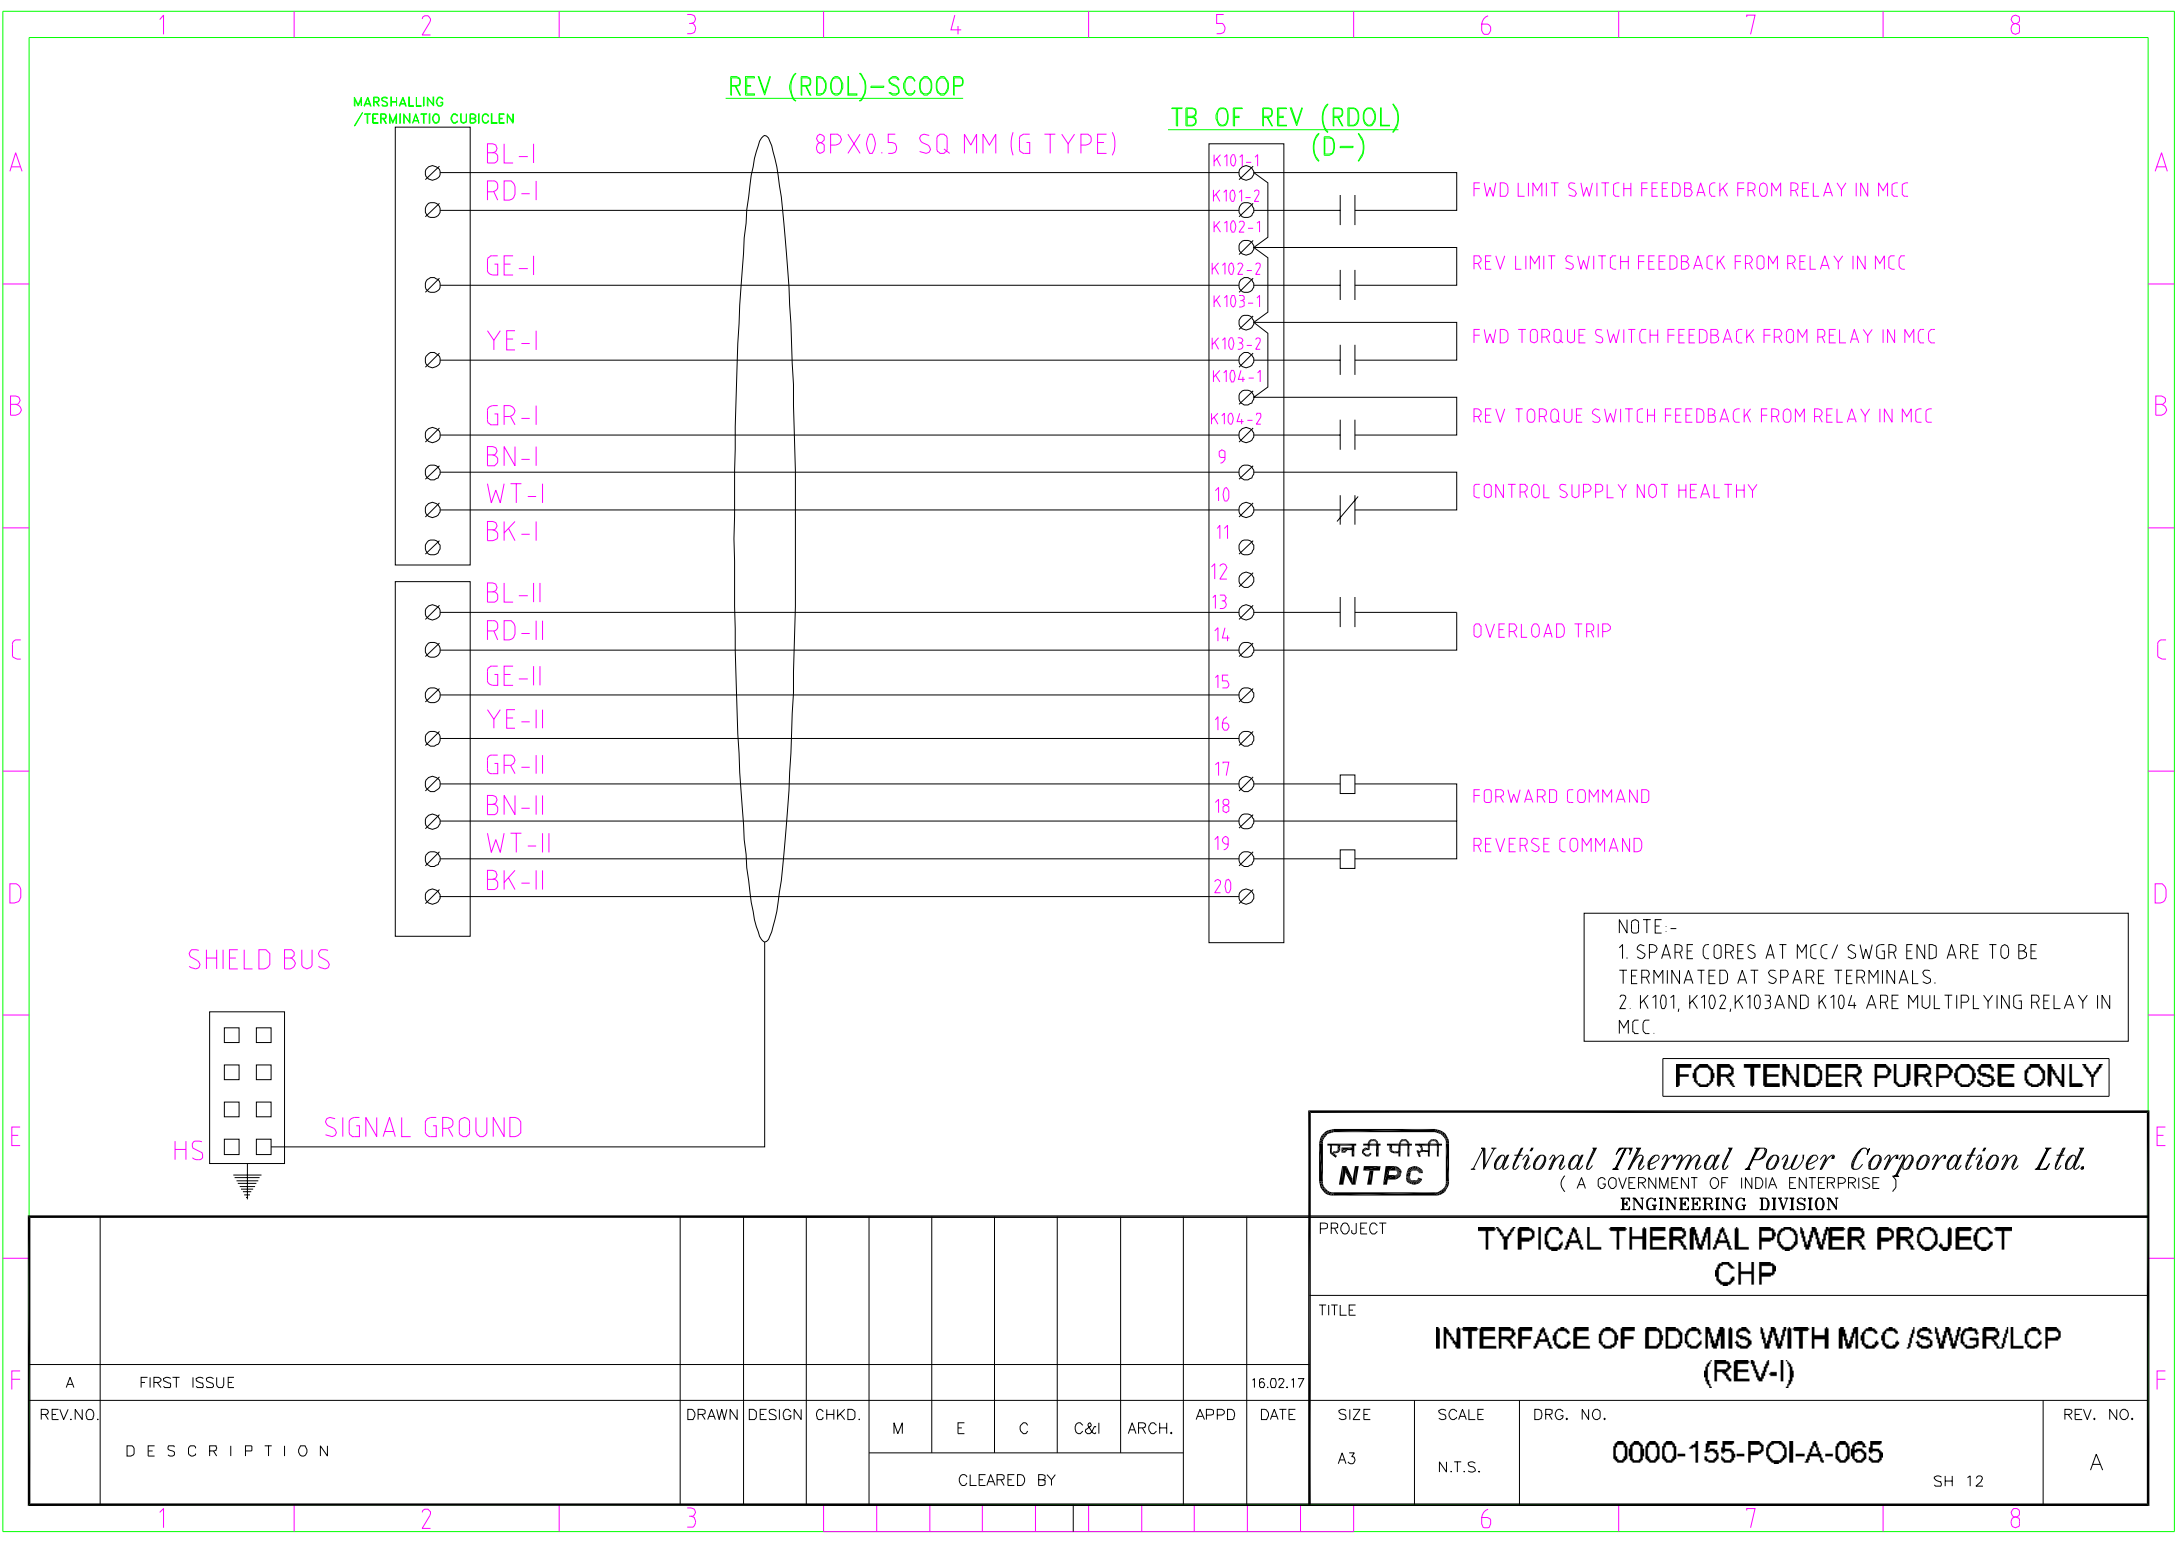 1 2 3 4 5 6 7 8
REV (RDOL)-SCOOP
MARSHALLING
/TERMINATIO CUBICLEN
TB OF REV (RDOL)
(D-)
8PX0.5 SQ MM (G TYPE)
A
A
BL-I
K101-1
RD-I
K101-2
FWD LIMIT SWITCH FEEDBACK FROM RELAY IN MCC
K102-1
GE-I
K102-2
REV LIMIT SWITCH FEEDBACK FROM RELAY IN MCC
K103-1
YE-I
K103-2
FWD TORQUE SWITCH FEEDBACK FROM RELAY IN MCC
K104-1
B
B
GR-I
K104-2
REV TORQUE SWITCH FEEDBACK FROM RELAY IN MCC
BN-I
9
WT-I
10
CONTROL SUPPLY NOT HEALTHY
BK-I
11
12
BL-II
13
RD-II
14
OVERLOAD TRIP
C
C
GE-II
15
YE-II
16
GR-II
17
FORWARD COMMAND
BN-II
18
WT-II
19
REVERSE COMMAND
BK-II
20
D
D
NOTE:-
1. SPARE CORES AT MCC/ SWGR END ARE TO BE
TERMINATED AT SPARE TERMINALS.
2. K101, K102,K103AND K104 ARE MULTIPLYING RELAY IN
MCC.
SHIELD BUS
FOR TENDER PURPOSE ONLY
SIGNAL GROUND
HS
E
E
एन टी पी सी
NTPC
National Thermal Power Corporation Ltd.
( A GOVERNMENT OF INDIA ENTERPRISE )
ENGINEERING DIVISION
PROJECT
TYPICAL THERMAL POWER PROJECT
CHP
TITLE
INTERFACE OF DDCMIS WITH MCC /SWGR/LCP
(REV-I)
F
F
A FIRST ISSUE 16.02.17
REV.NO. DESCRIPTION DRAWN DESIGN CHKD. M E C C&I ARCH. APPD DATE
CLEARED BY
SIZE
A3
SCALE
N.T.S.
DRG. NO.
0000-155-POI-A-065
SH 12
REV. NO.
A
1 2 3 6 7 8